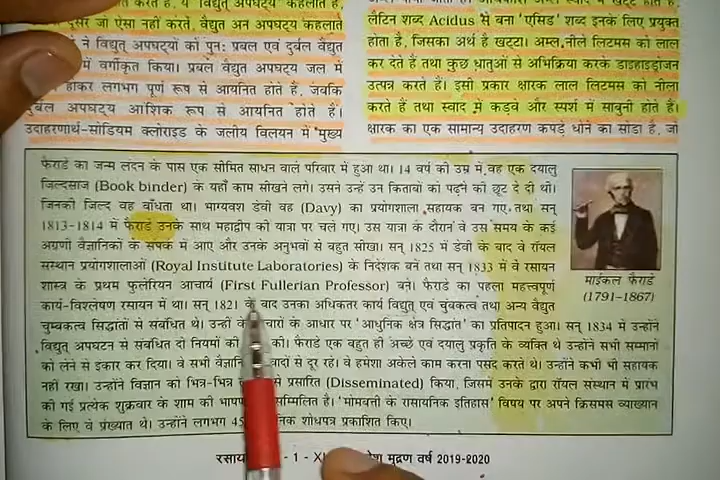 करते है, ये विद्युत् अपघट्य कहलाते
दूसरे जो ऐसा नहीं करते, वैद्युत अन अपघट्य कहलाते
ने विद्युत् अपघट्यों को पुनः प्रबल एवं दुर्बल वैद्युत
में वर्गीकृत किया। प्रबल वैद्युत अपघट्य जल में
होकर लगभग पूर्ण रूप से आयनित होते हैं, जबकि
दुर्बल अपघट्य आंशिक रूप से आयनित होते हैं।
उदाहरणार्थ-सोडियम क्लोराइड के जलीय विलयन में मुख्य
लैटिन शब्द Acidus से बना 'एसिड' शब्द इनके लिए प्रयुक्त
होता है, जिसका अर्थ है खट्टा। अम्ल, नीले लिटमस को लाल
कर देते हैं तथा कुछ धातुओं से अभिक्रिया करके डाइहाइड्रोजन
उत्पन्न करते हैं। इसी प्रकार क्षारक लाल लिटमस को नीला
करते हैं तथा स्वाद में कड़वे और स्पर्श में साबुनी होते हैं।
क्षारक का एक सामान्य उदाहरण कपड़े धोने का सोडा है, जो
फैराडे का जन्म लंदन के पास एक सीमित साधन वाले परिवार में हुआ था। 14 वर्ष की उम्र में वह एक दयालु
जिल्दसाज (Book binder) के यहाँ काम सीखने लगे। उसने उन्हें उन किताबों को पढ़ने की छूट दे दी थी।
जिनकी जिल्द वह बाँधता था। भाग्यवश डेवी वह (Davy) का प्रयोगशाला सहायक बन गए, तथा सन्
1813-1814 में फैराडे उनके साथ महाद्वीप की यात्रा पर चले गए। उस यात्रा के दौरान वे उस समय के कई
अग्रणी वैज्ञानिकों के संपर्क में आए और उनके अनुभवों से बहुत सीखा। सन् 1825 में डेवी के बाद वे रॉयल
संस्थान प्रयोगशालाओं (Royal Institute Laboratories) के निदेशक बने तथा सन् 1833 में वे रसायन
शास्त्र के प्रथम फुलेरियन आचार्य (First Fullerian Professor) बने। फैराडे का पहला महत्त्वपूर्ण
कार्य-विश्लेषण रसायन में था। सन् 1821 के बाद उनका अधिकतर कार्य विद्युत् एवं चुंबकत्व तथा अन्य वैद्युत
चुम्बकत्व सिद्धांतों से संबंधित थे। उन्हीं के विचारों के आधार पर 'आधुनिक क्षेत्र सिद्धांत' का प्रतिपादन हुआ। सन् 1834 में उन्होंने
विद्युत् अपघटन से संबंधित दो नियमों की की। फैराडे एक बहुत ही अच्छे एवं दयालु प्रकृति के व्यक्ति थे उन्होंने सभी सम्मानों
को लेने से इंकार कर दिया। वे सभी वैज्ञानिक वादों से दूर रहे। वे हमेशा अकेले काम करना पसंद करते थे। उन्होंने कभी भी सहायक
नहीं रखा। उन्होंने विज्ञान को भिन्न-भिन्न से प्रसारित (Disseminated) किया, जिसमें उनके द्वारा रॉयल संस्थान में प्रारंभ
की गई प्रत्येक शुक्रवार के शाम की भाषण सम्मिलित है। 'मोमबत्ती के रासायनिक इतिहास' विषय पर अपने क्रिसमस व्याख्यान
के लिए वे प्रख्यात थे। उन्होंने लगभग 45 निक शोधपत्र प्रकाशित किए।
माईकल फैराडे
(1791-1867)
रसाय - 1 - XI देश मुद्रण वर्ष 2019-2020